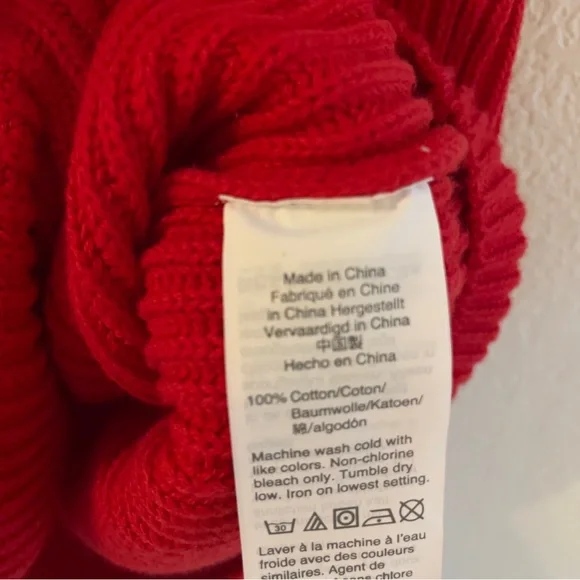 Made in China
Fabriqué en Chine
in China Hergestellt
Vervaardigd in China
中国製
Hecho en China
100% Cotton/Coton/
Baumwolle/Katoen/
綿/algodón
Machine wash cold with
like colors. Non-chlorine
bleach only. Tumble dry
low. Iron on lowest setting.
30
Laver à la machine à l'eau
froide avec des couleurs
similaires. Agent de
sans chlore